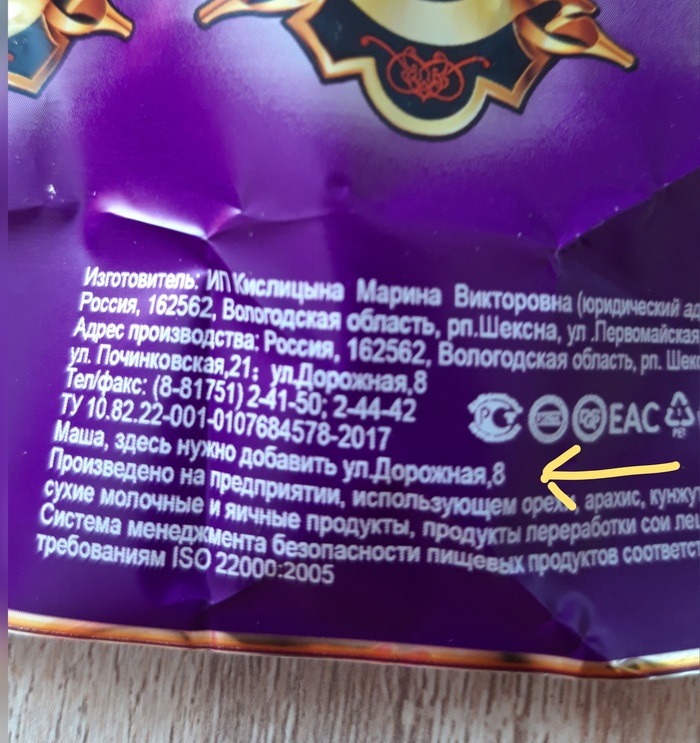 Изготовитель: ИП Кислицына Марина Викторовна (юридический ад
Россия, 162562, Вологодская область, рп.Шексна, ул .Первомайская
Адрес производства: Россия, 162562, Вологодская область, рп. Шекс
ул. Починковская,21; ул.Дорожная,8
Тел/факс: (8-81751) 2-41-50; 2-44-42
ТУ 10.82.22-001-0107684578-2017
РС EAC PET
Маша, здесь нужно добавить ул.Дорожная,8
Произведено на предприятии, использующем орехи, арахис, кунжу
сухие молочные и яичные продукты, продукты переработки сои
Система менеджмента безопасности пищевых продуктов соответст
требованиям ISO 22000:2005